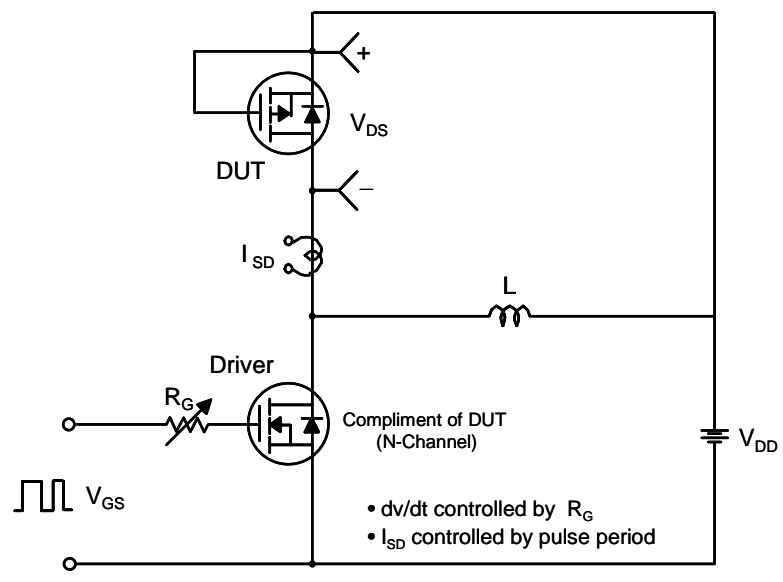 +
V_DS
DUT
−
I_SD
L
Driver
R_G
Compliment of DUT
(N-Channel)
V_DD
V_GS
• dv/dt controlled by R_G
• I_SD controlled by pulse period